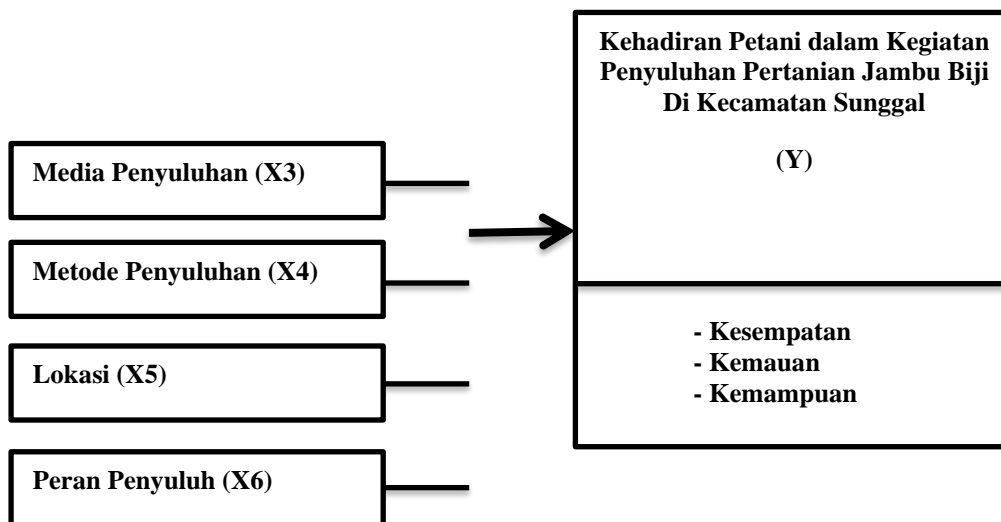 Kehadiran Petani dalam Kegiatan
Penyuluhan Pertanian Jambu Biji
Di Kecamatan Sunggal
(Y)
Media Penyuluhan (X3)
Metode Penyuluhan (X4)
Lokasi (X5)
Peran Penyuluh (X6)
- Kesempatan
- Kemauan
- Kemampuan